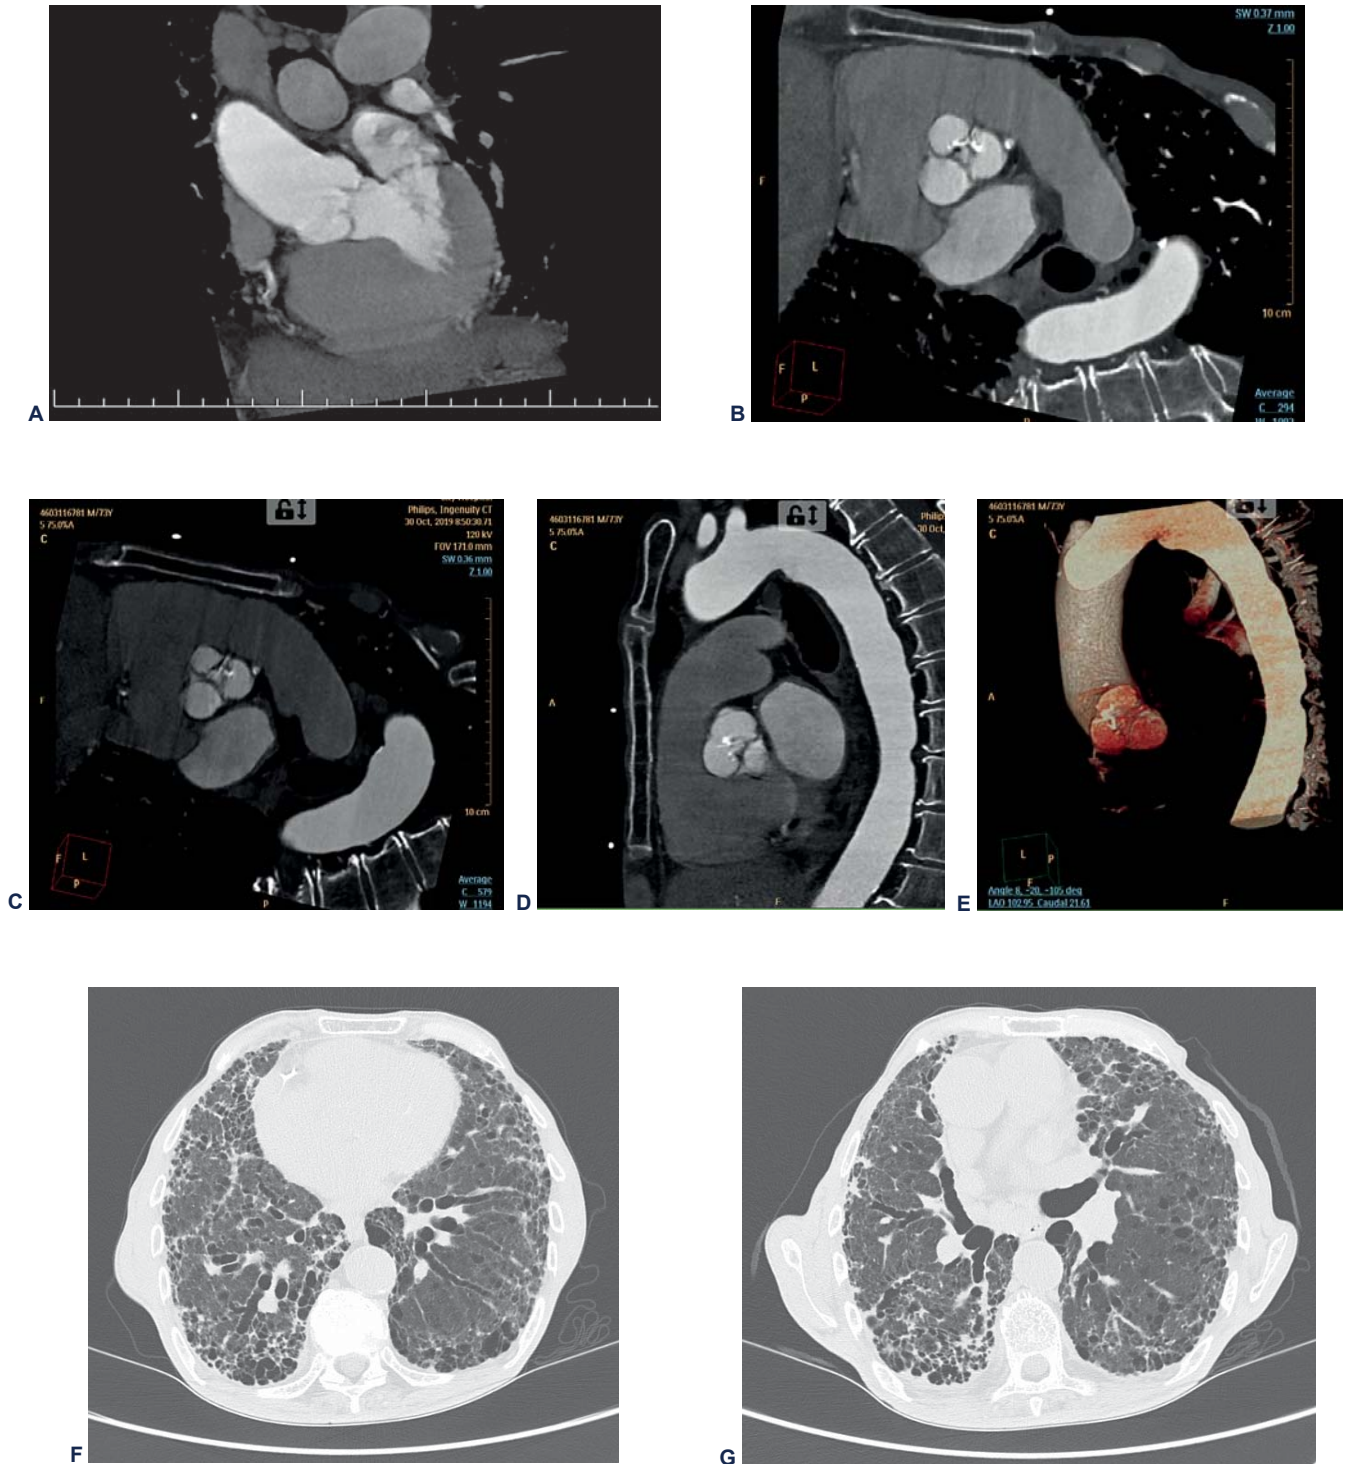 A
SW 0.37 mm
Z 1.00
F
10 cm
F
L
P
Average
C 294
P
B
4603116781 M/73Y
S 75.0%A
C
Philips, Ingenuity CT
30 Oct, 2019 8:50:30.71
120 kV
FOV 171.0 mm
SW 0.36 mm
Z 1.00
F
10 cm
F
L
P
Average
C 579
W 1194
P
C
4603116781 M/73Y
S 75.0%A
C
Philip
30 Oct,
A
F
D
4603116781 M/73Y
S 75.0%A
C
A
L
P
F
Angle 8, -20, -105 deg
LAO 102.95 Caudal 21.61
F
E
F
G